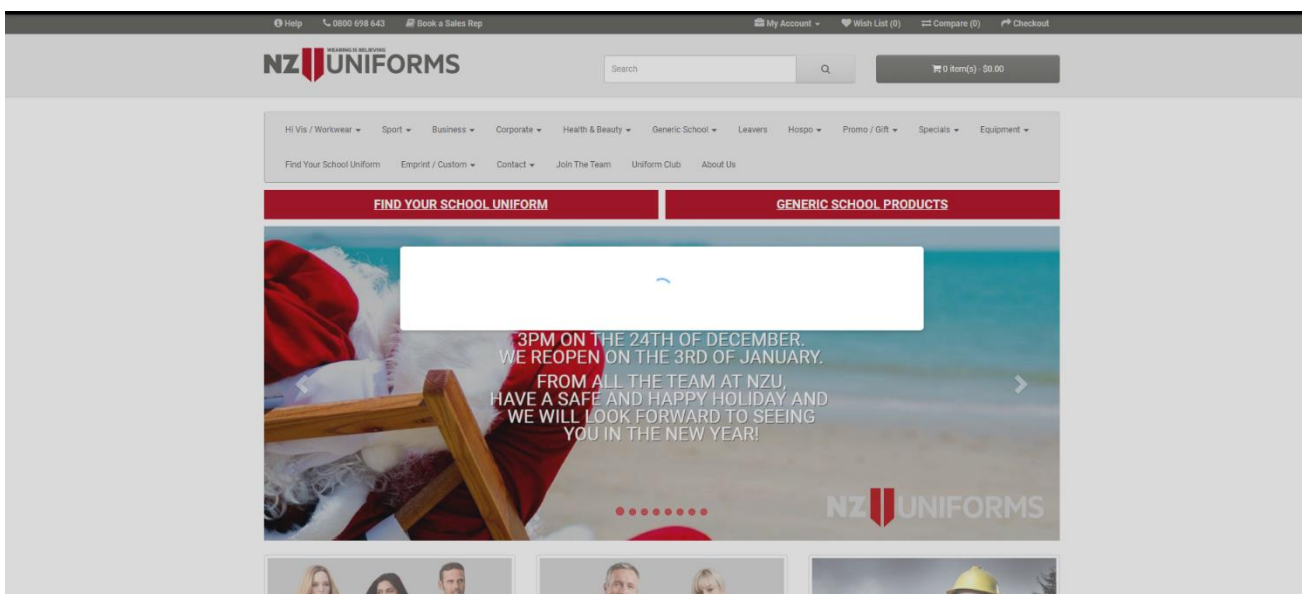 Help 0800 698 643 Book a Sales Rep My Account Wish List (0) Compare (0) Checkout
WEARING IS BELIEVING
NZ UNIFORMS
Search
0 item(s) - $0.00
Hi Vis / Workwear Sport Business Corporate Health & Beauty Generic School Leavers Hospo Promo / Gift Specials Equipment
Find Your School Uniform Emprint / Custom Contact Join The Team Uniform Club About Us
FIND YOUR SCHOOL UNIFORM GENERIC SCHOOL PRODUCTS
3PM ON THE 24TH OF DECEMBER.
WE REOPEN ON THE 3RD OF JANUARY.
FROM ALL THE TEAM AT NZU,
HAVE A SAFE AND HAPPY HOLIDAY AND
WE WILL LOOK FORWARD TO SEEING
YOU IN THE NEW YEAR!
NZ UNIFORMS